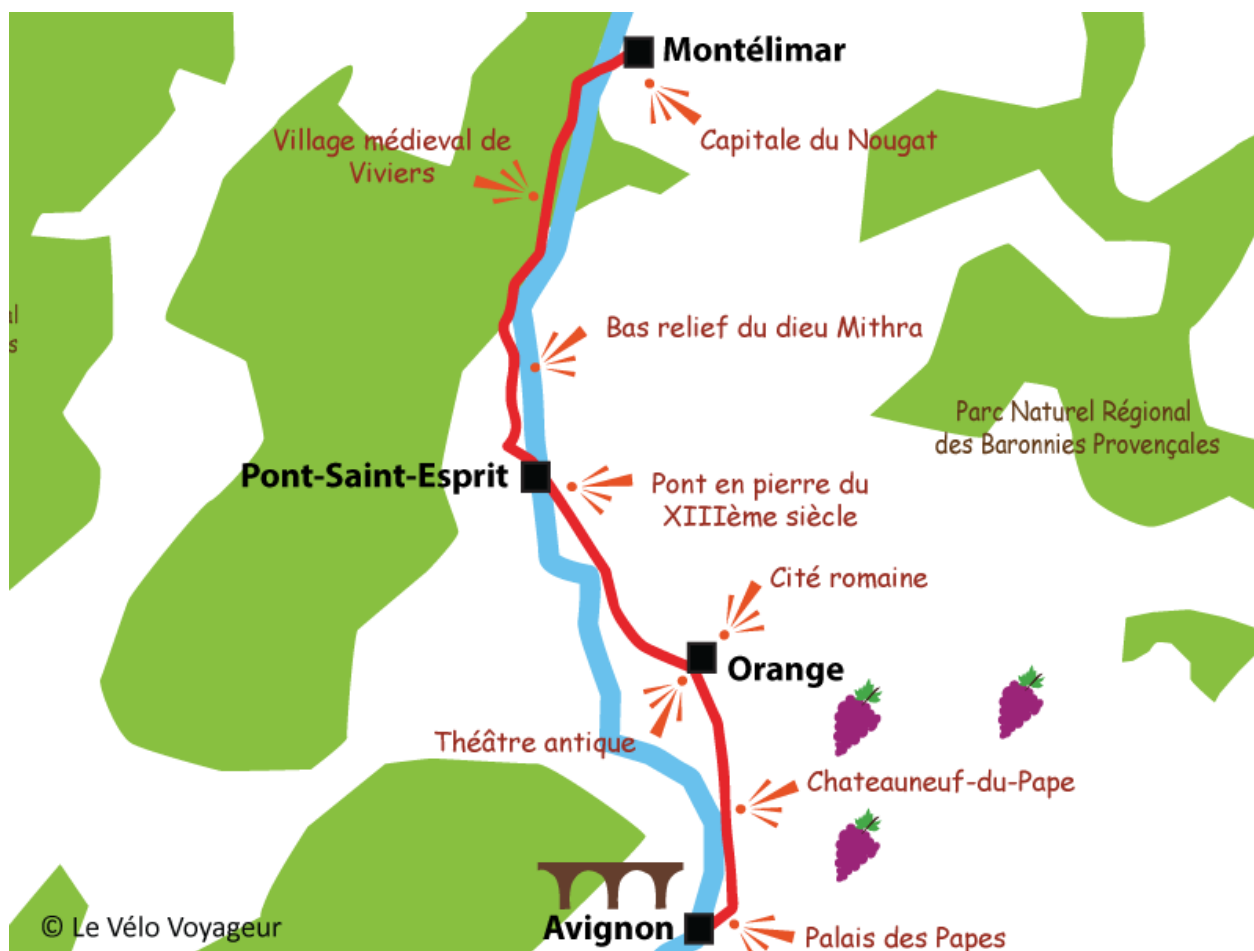 Montélimar
Village médieval de
Viviers
Capitale du Nougat
Bas relief du dieu Mithra
Parc Naturel Régional
des Baronnies Provençales
Pont-Saint-Esprit
Pont en pierre du
XIIIème siècle
Cité romaine
Orange
Théâtre antique
Chateauneuf-du-Pape
Avignon
Palais des Papes
© Le Vélo Voyageur